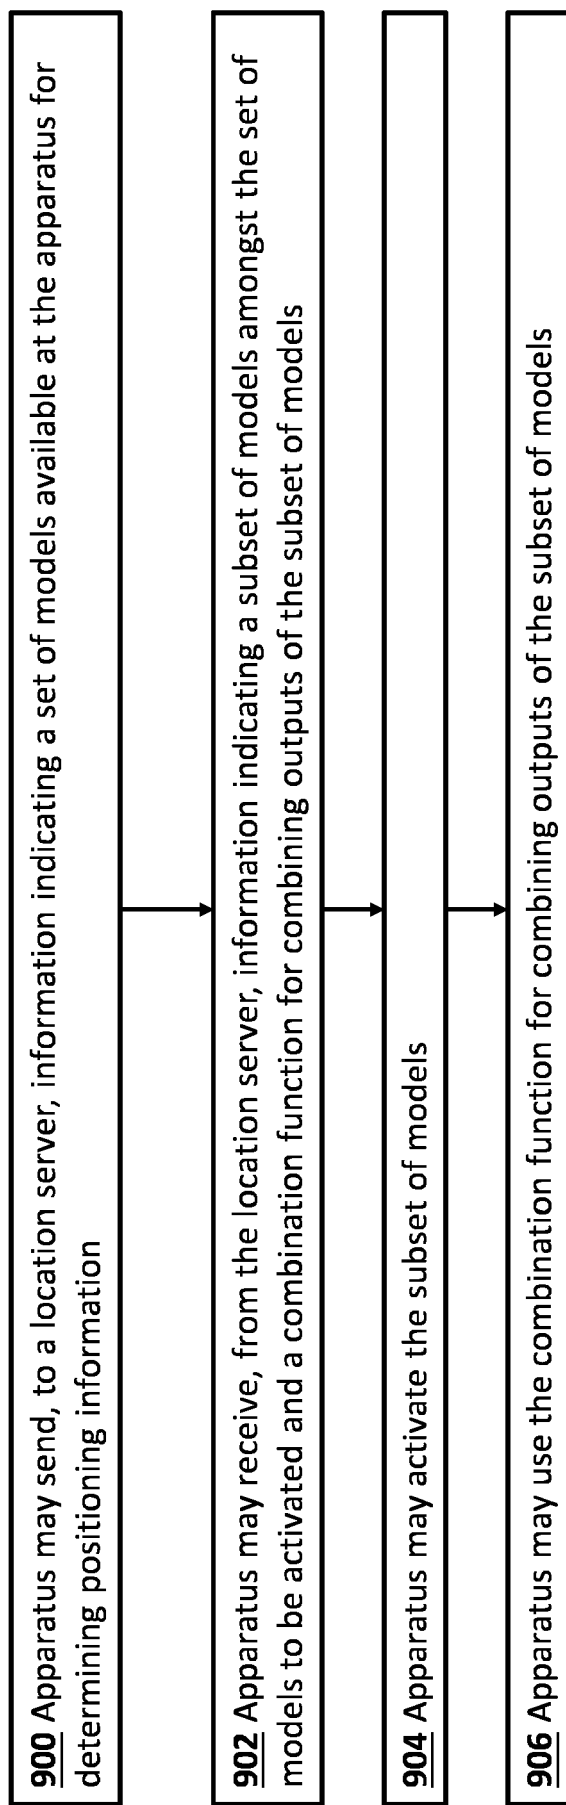 900 Apparatus may send, to a location server, information indicating a set of models available at the apparatus for
determining positioning information
902 Apparatus may receive, from the location server, information indicating a subset of models amongst the set of
models to be activated and a combination function for combining outputs of the subset of models
904 Apparatus may activate the subset of models
906 Apparatus may use the combination function for combining outputs of the subset of models